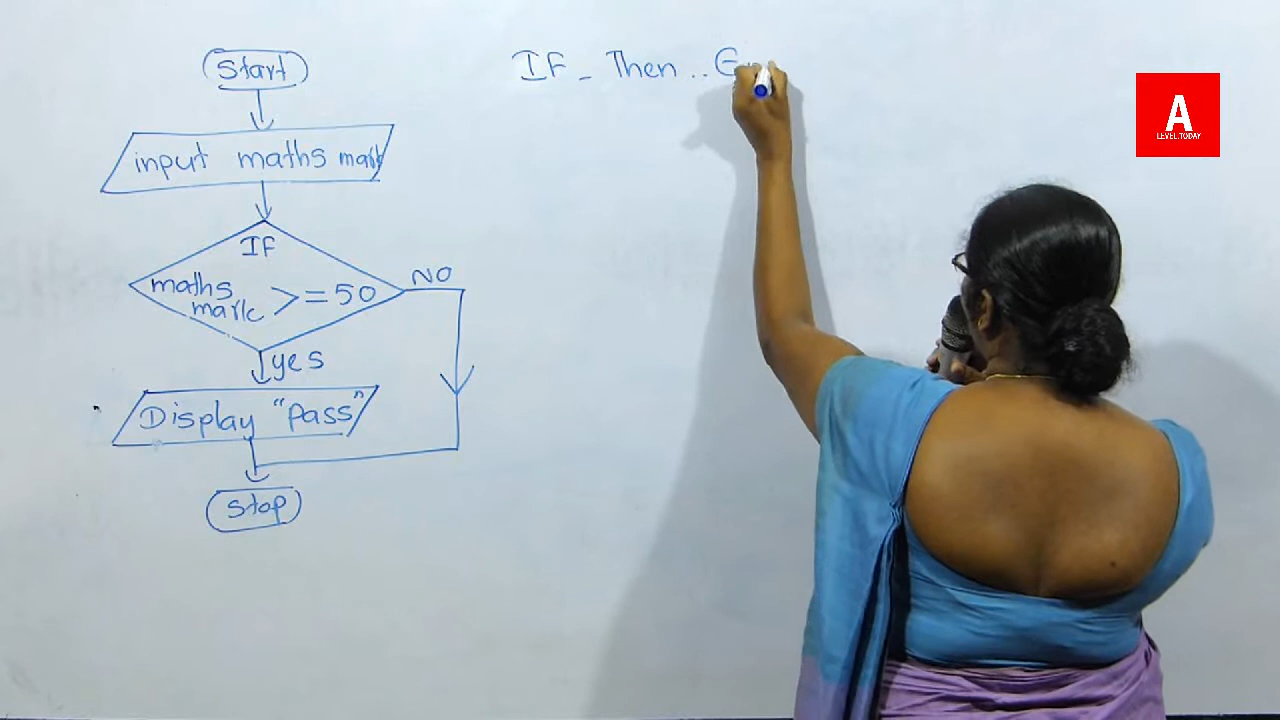 Start
input maths mark
If
maths
mark >= 50
NO
yes
Display "Pass"
stop
If - Then ..
A
LEVEL.TODAY